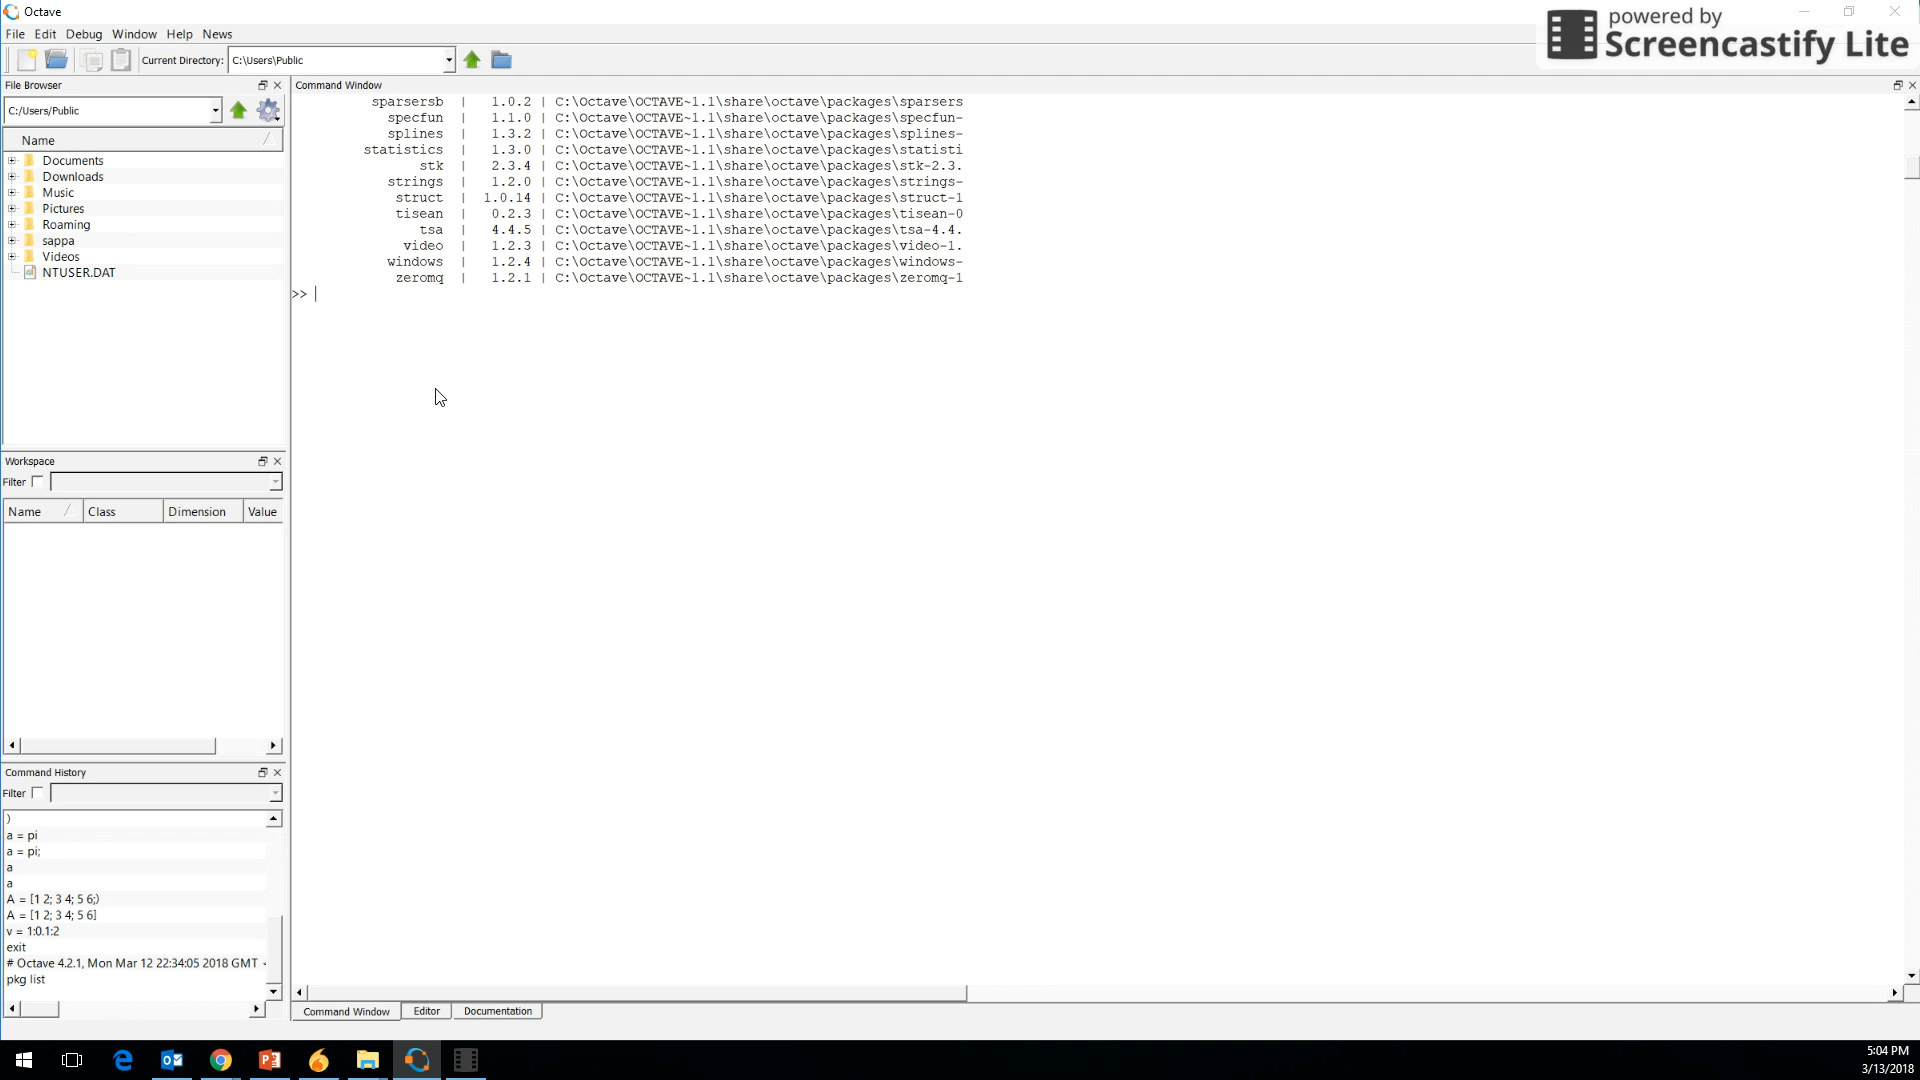 Octave
powered by
Screencastify Lite
File Edit Debug Window Help News
Current Directory: C:\Users\Public
File Browser
Command Window
C:/Users/Public
Name
Documents
Downloads
Music
Pictures
Roaming
sappa
Videos
NTUSER.DAT
sparsersb | 1.0.2 | C:\Octave\OCTAVE~1.1\share\octave\packages\sparsers
specfun | 1.1.0 | C:\Octave\OCTAVE~1.1\share\octave\packages\specfun-
splines | 1.3.2 | C:\Octave\OCTAVE~1.1\share\octave\packages\splines-
statistics | 1.3.0 | C:\Octave\OCTAVE~1.1\share\octave\packages\statisti
stk | 2.3.4 | C:\Octave\OCTAVE~1.1\share\octave\packages\stk-2.3.
strings | 1.2.0 | C:\Octave\OCTAVE~1.1\share\octave\packages\strings-
struct | 1.0.14 | C:\Octave\OCTAVE~1.1\share\octave\packages\struct-1
tisean | 0.2.3 | C:\Octave\OCTAVE~1.1\share\octave\packages\tisean-0
tsa | 4.4.5 | C:\Octave\OCTAVE~1.1\share\octave\packages\tsa-4.4.
video | 1.2.3 | C:\Octave\OCTAVE~1.1\share\octave\packages\video-1.
windows | 1.2.4 | C:\Octave\OCTAVE~1.1\share\octave\packages\windows-
zeromq | 1.2.1 | C:\Octave\OCTAVE~1.1\share\octave\packages\zeromq-1
>>
Workspace
Filter
Name Class Dimension Value
Command History
Filter
)
a = pi
a = pi;
a
a
A = [1 2; 3 4; 5 6;)
A = [1 2; 3 4; 5 6]
v = 1:0.1:2
exit
# Octave 4.2.1, Mon Mar 12 22:34:05 2018 GMT -
pkg list
Command Window Editor Documentation
5:04 PM
3/13/2018